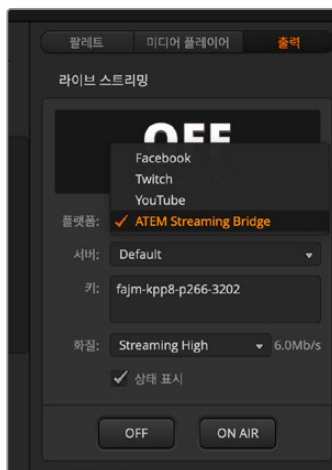 팔레트 미디어 플레이어 출력
라이브 스트리밍
OFF
Facebook
Twitch
YouTube
플랫폼: ✓ ATEM Streaming Bridge
서버: Default
키: fajm-kpp8-p266-3202
화질: Streaming High 6.0Mb/s
상태 표시
OFF ON AIR